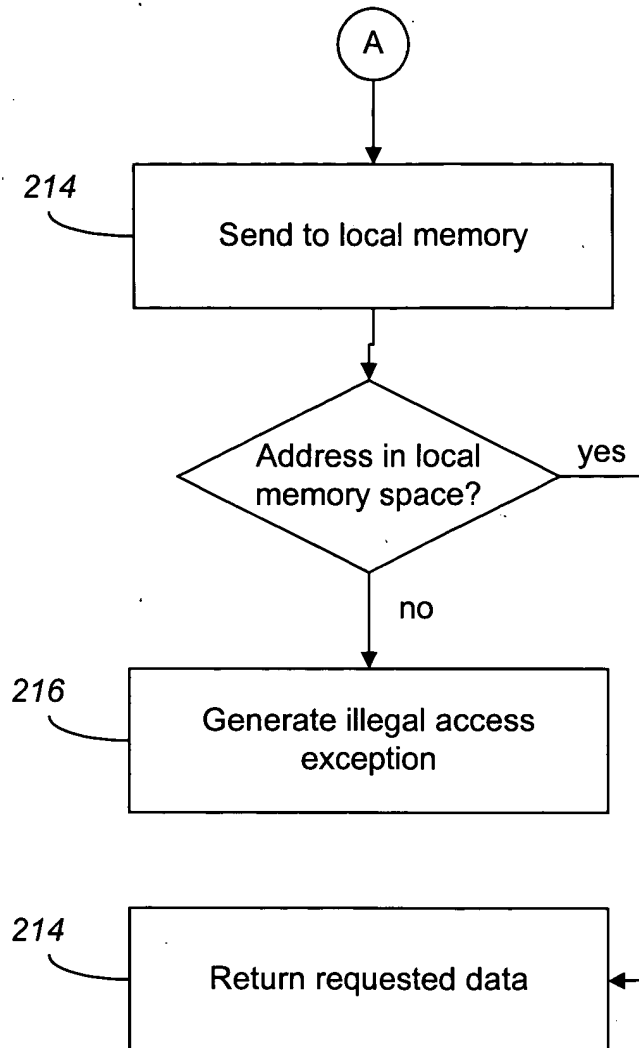 A
214
Send to local memory
Address in local
memory space?
yes
no
216
Generate illegal access
exception
214
Return requested data